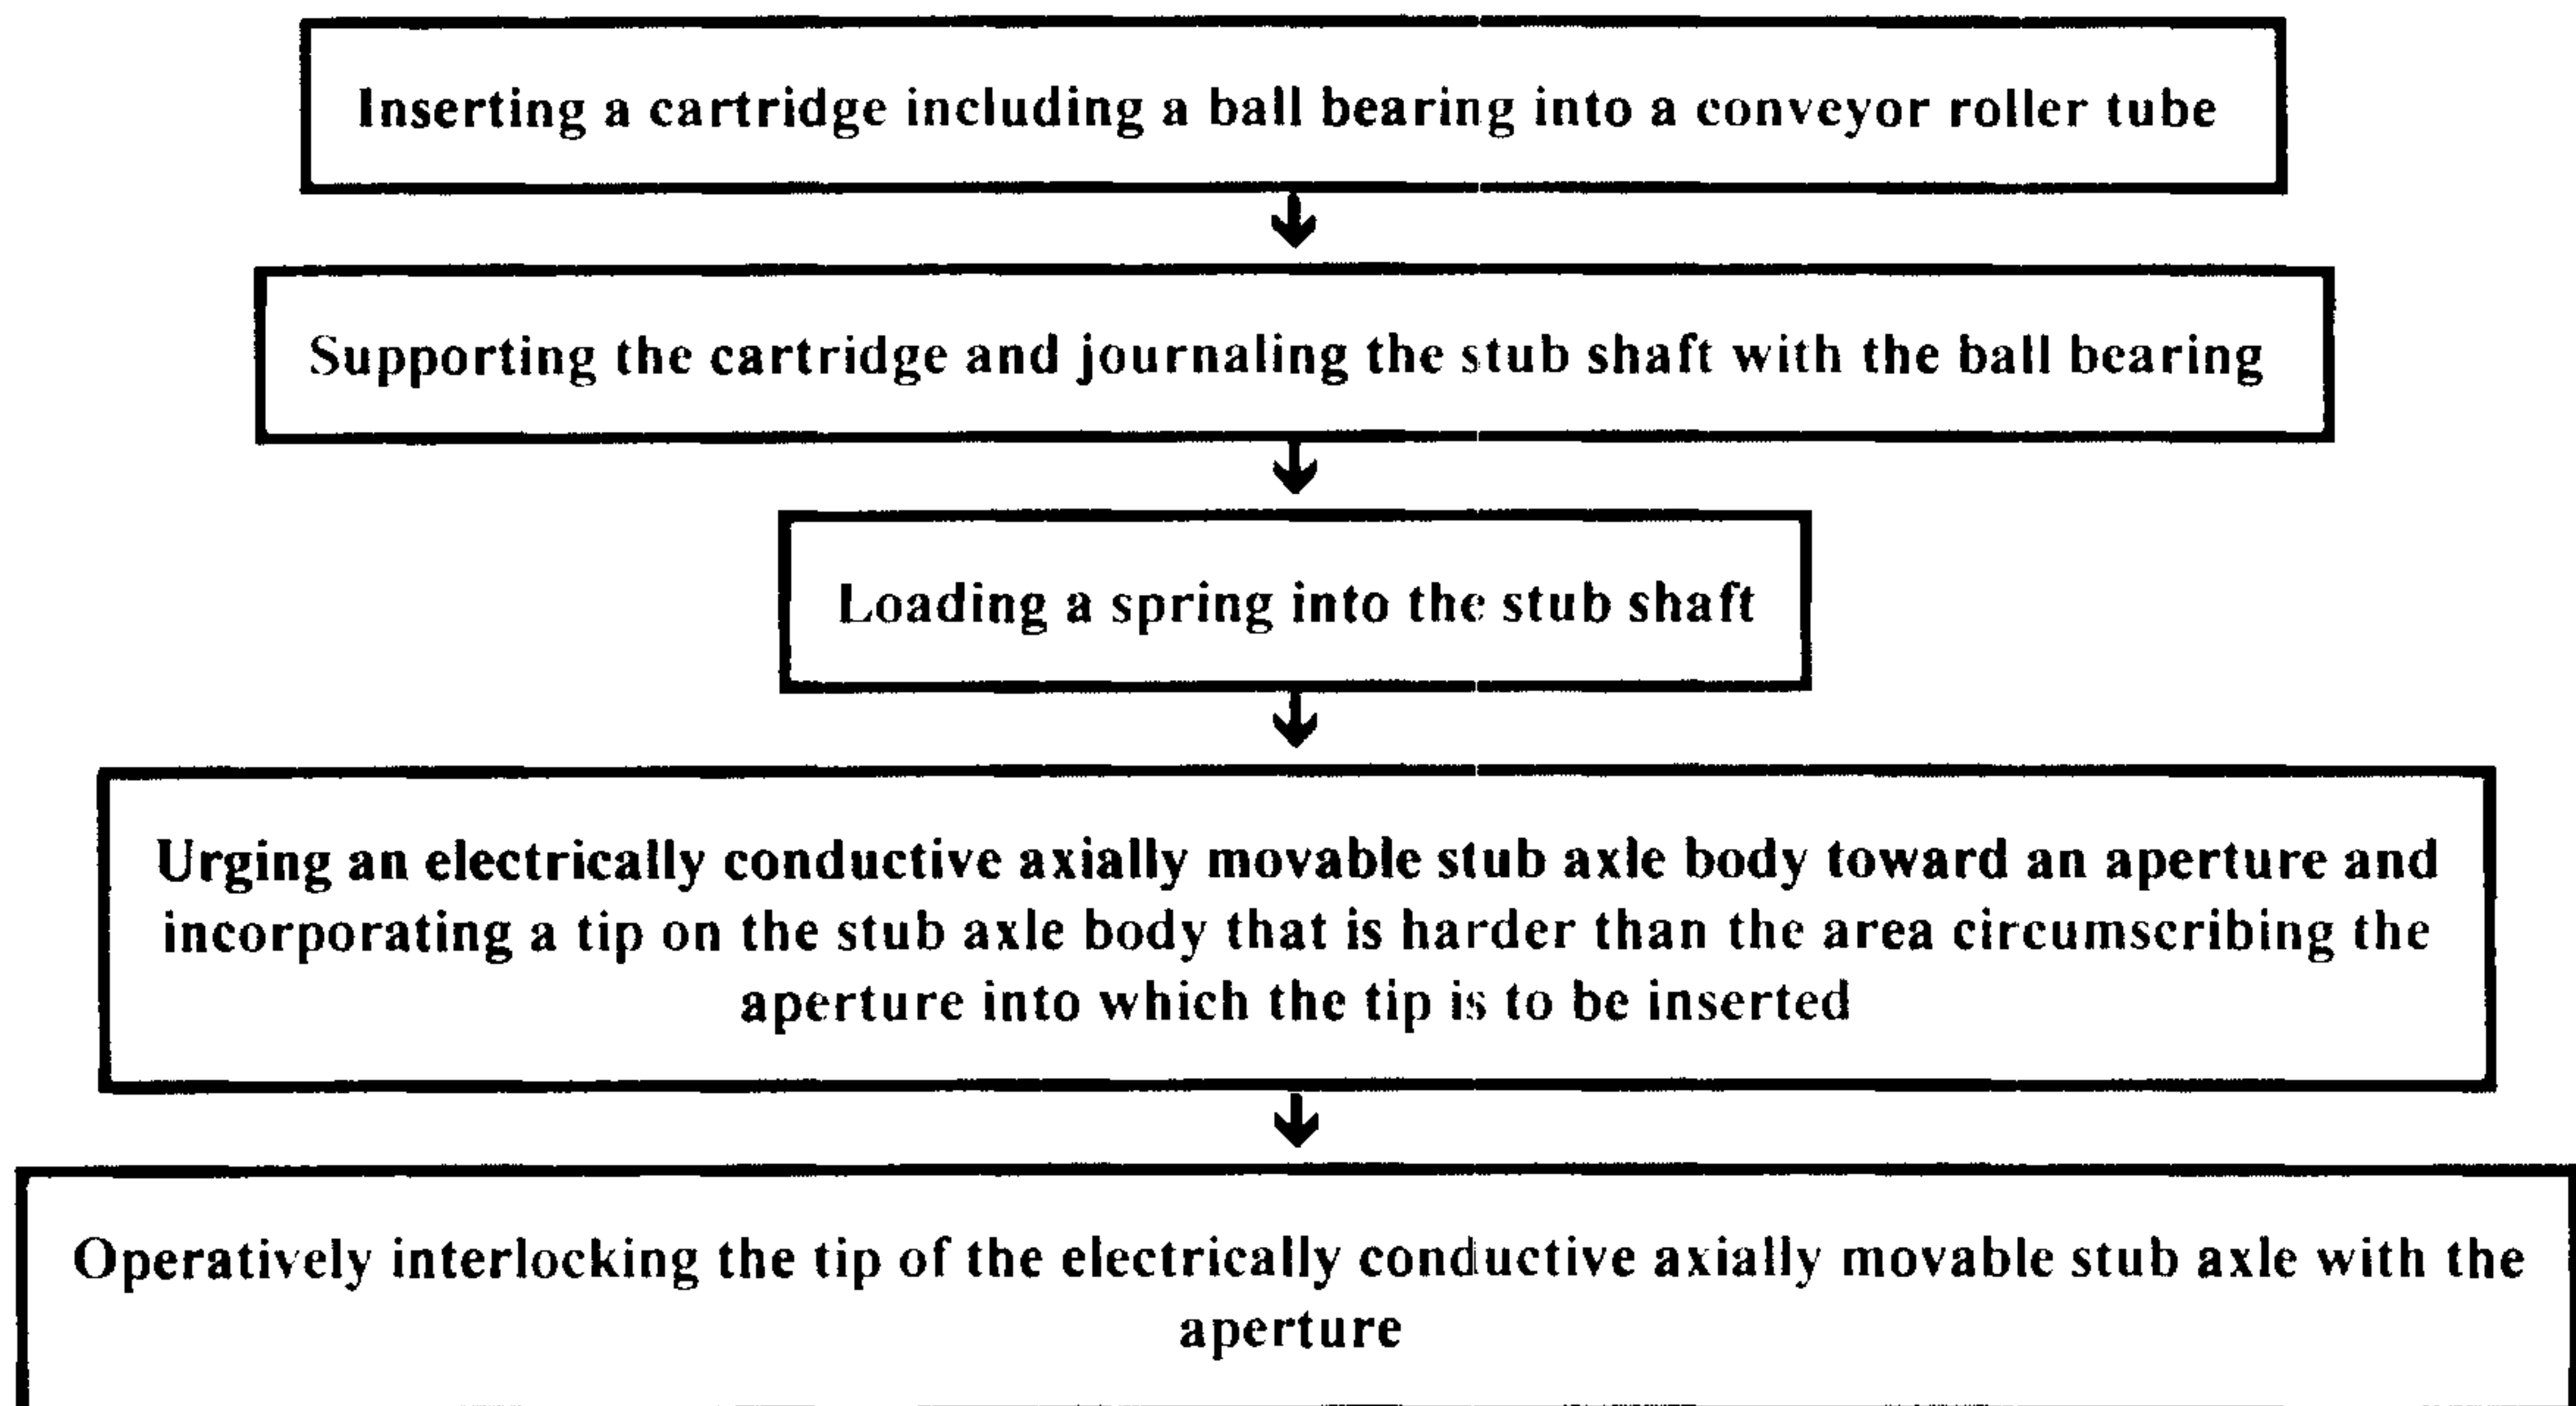 Inserting a cartridge including a ball bearing into a conveyor roller tube
Supporting the cartridge and journaling the stub shaft with the ball bearing
Loading a spring into the stub shaft
Urging an electrically conductive axially movable stub axle body toward an aperture and
incorporating a tip on the stub axle body that is harder than the area circumscribing the
aperture into which the tip is to be inserted
Operatively interlocking the tip of the electrically conductive axially movable stub axle with the
aperture